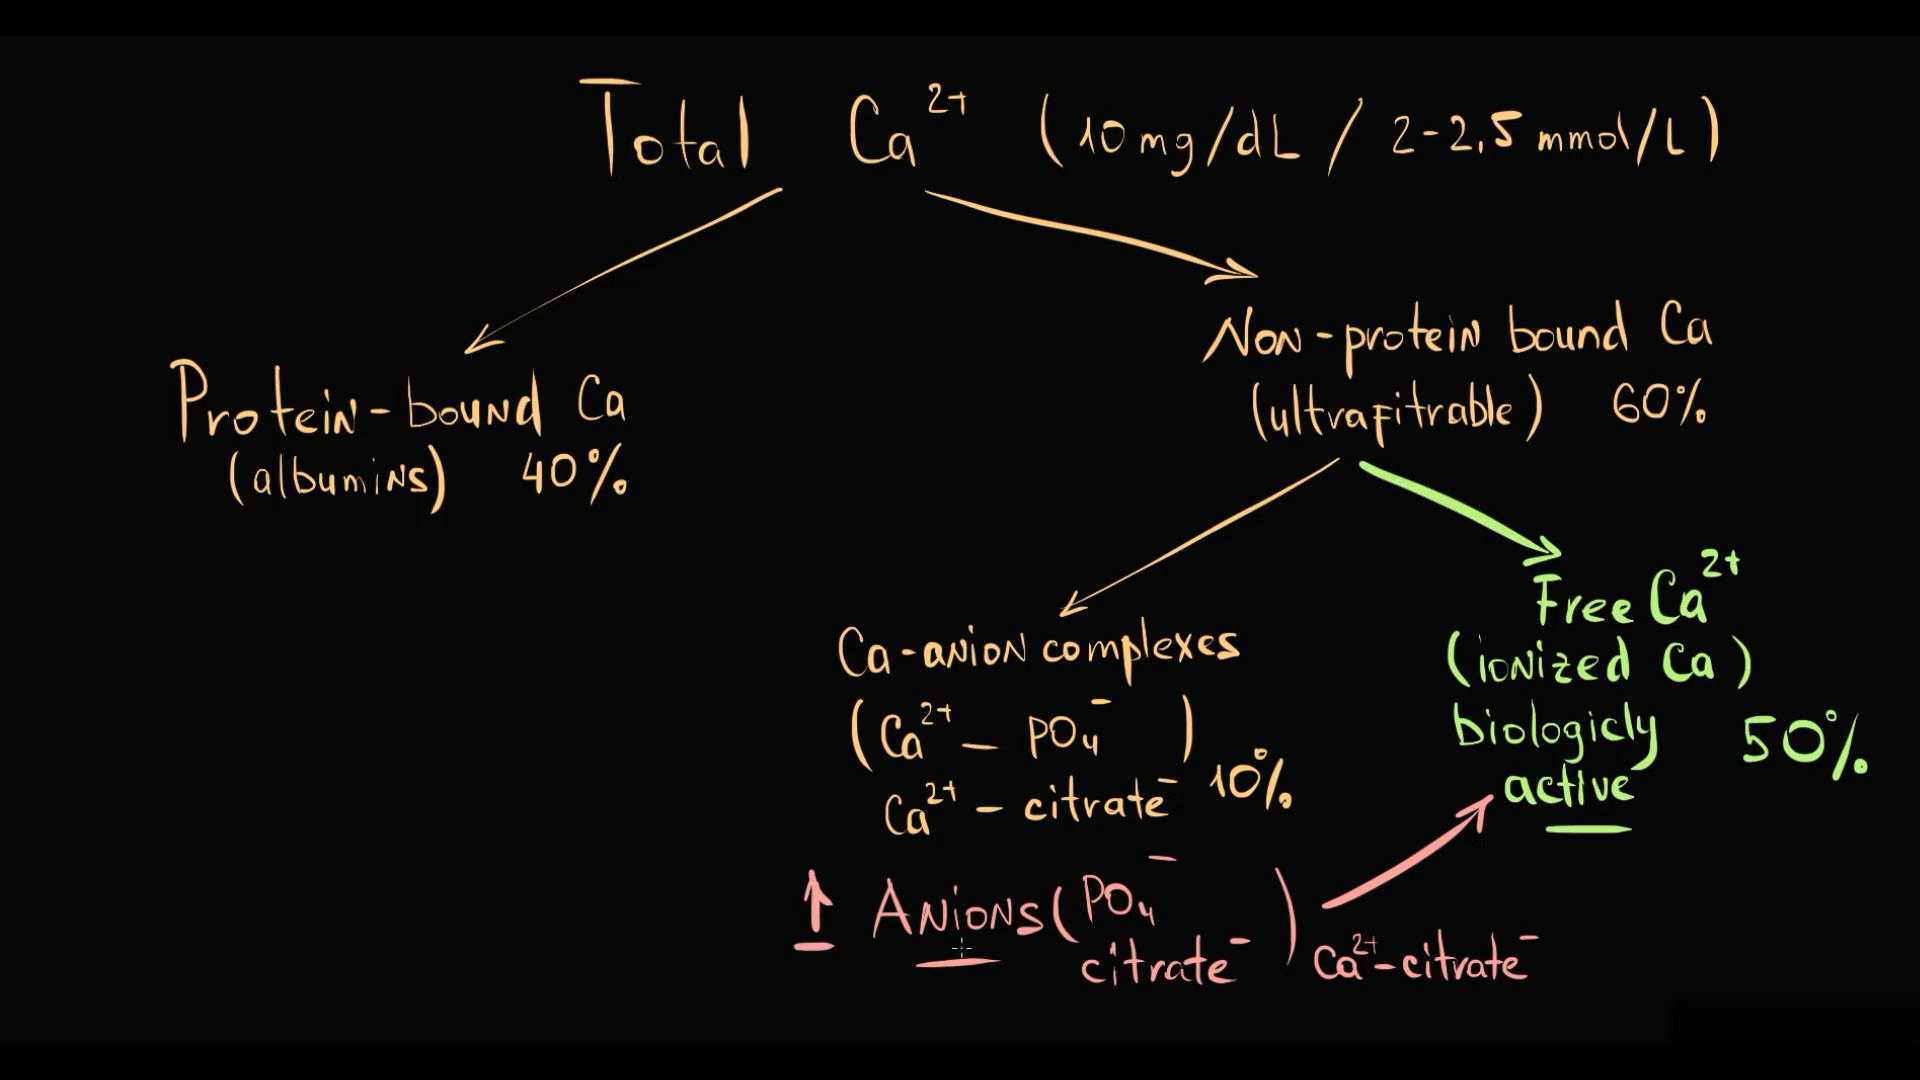 Total Ca²⁺ (10 mg/dL / 2-2,5 mmol/L)
Protein-bound Ca
(albumins) 40%
Non-protein bound Ca
(ultrafitrable) 60%
Ca-anion complexes
(Ca²⁺ – PO₄⁻)
Ca²⁺ – citrate⁻ 10%
Free Ca²⁺
(ionized Ca)
biologicly
active
50%
↑ Anions (PO₄⁻
citrate⁻)
Ca²⁺-citrate⁻